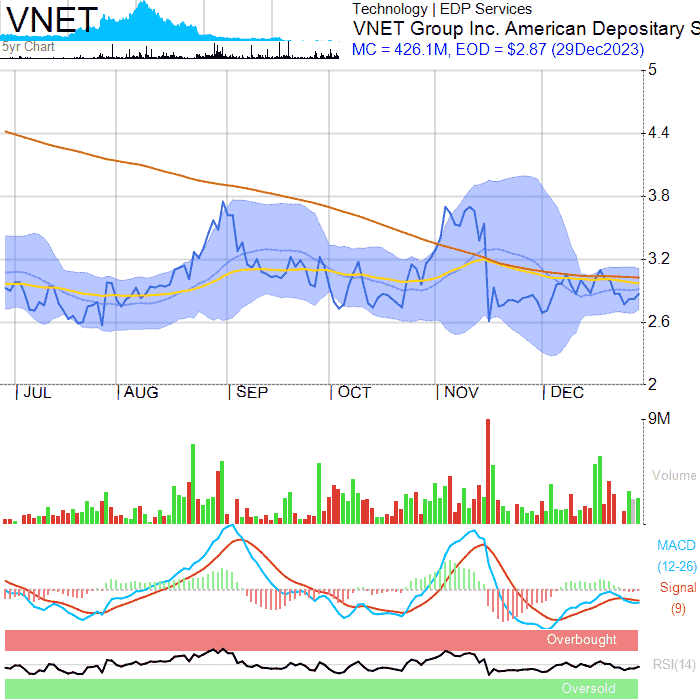 VNET
5yr Chart
Technology | EDP Services
VNET Group Inc. American Depositary S
MC = 426.1M, EOD = $2.87 (29Dec2023)
5
4.4
3.8
3.2
2.6
2
JUL AUG SEP OCT NOV DEC
9M
Volume
MACD
(12-26)
Signal
(9)
Overbought
RSI(14)
Oversold